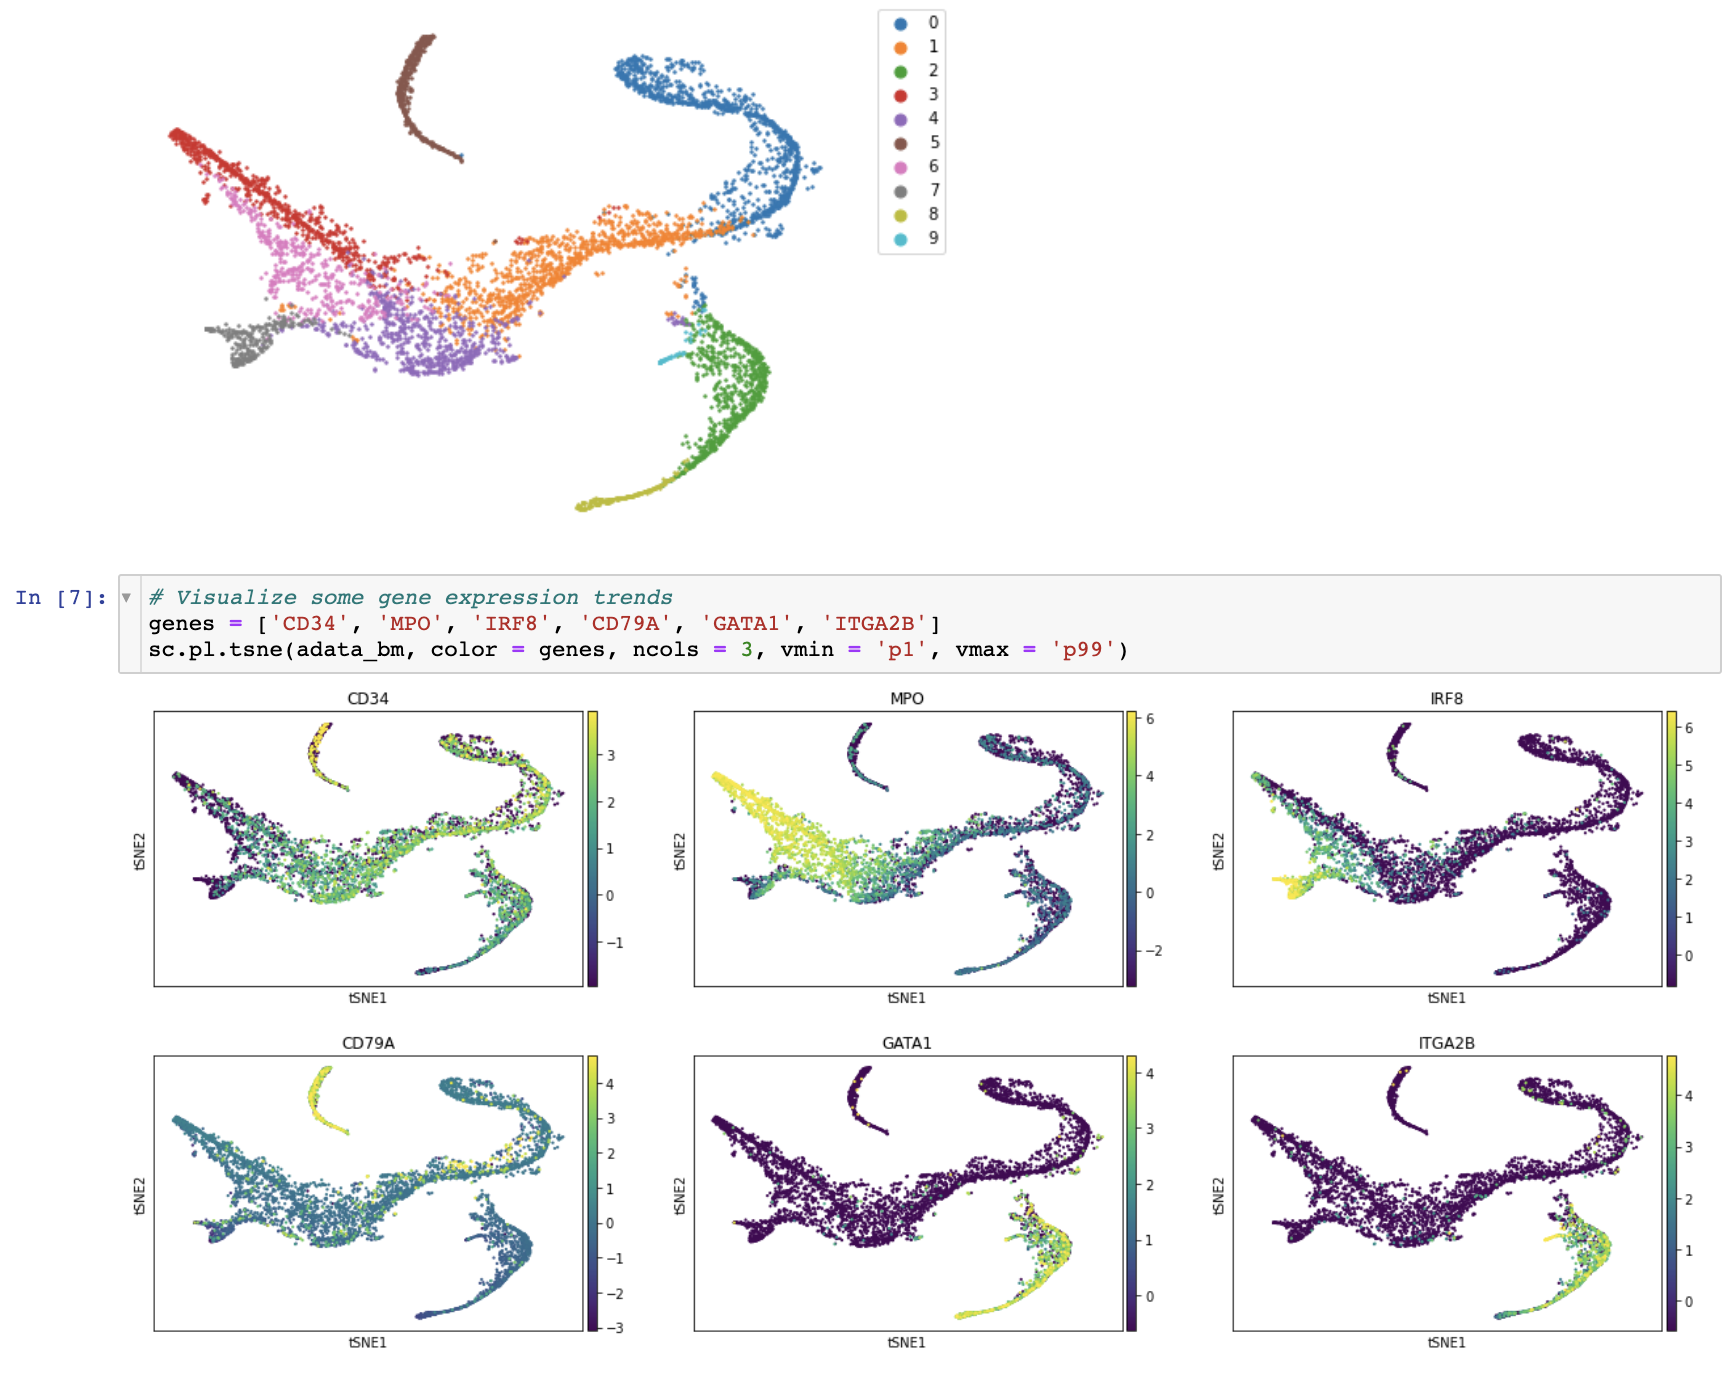 0
1
2
3
4
5
6
7
8
9
In [7]:
# Visualize some gene expression trends
genes = ['CD34', 'MPO', 'IRF8', 'CD79A', 'GATA1', 'ITGA2B']
sc.pl.tsne(adata_bm, color = genes, ncols = 3, vmin = 'p1', vmax = 'p99')
CD34
tSNE2
tSNE1
3
2
1
0
−1
MPO
tSNE2
tSNE1
6
4
2
0
−2
IRF8
tSNE2
tSNE1
6
5
4
3
2
1
0
CD79A
tSNE2
tSNE1
4
3
2
1
0
−1
−2
−3
GATA1
tSNE2
tSNE1
4
3
2
1
0
ITGA2B
tSNE2
tSNE1
4
3
2
1
0